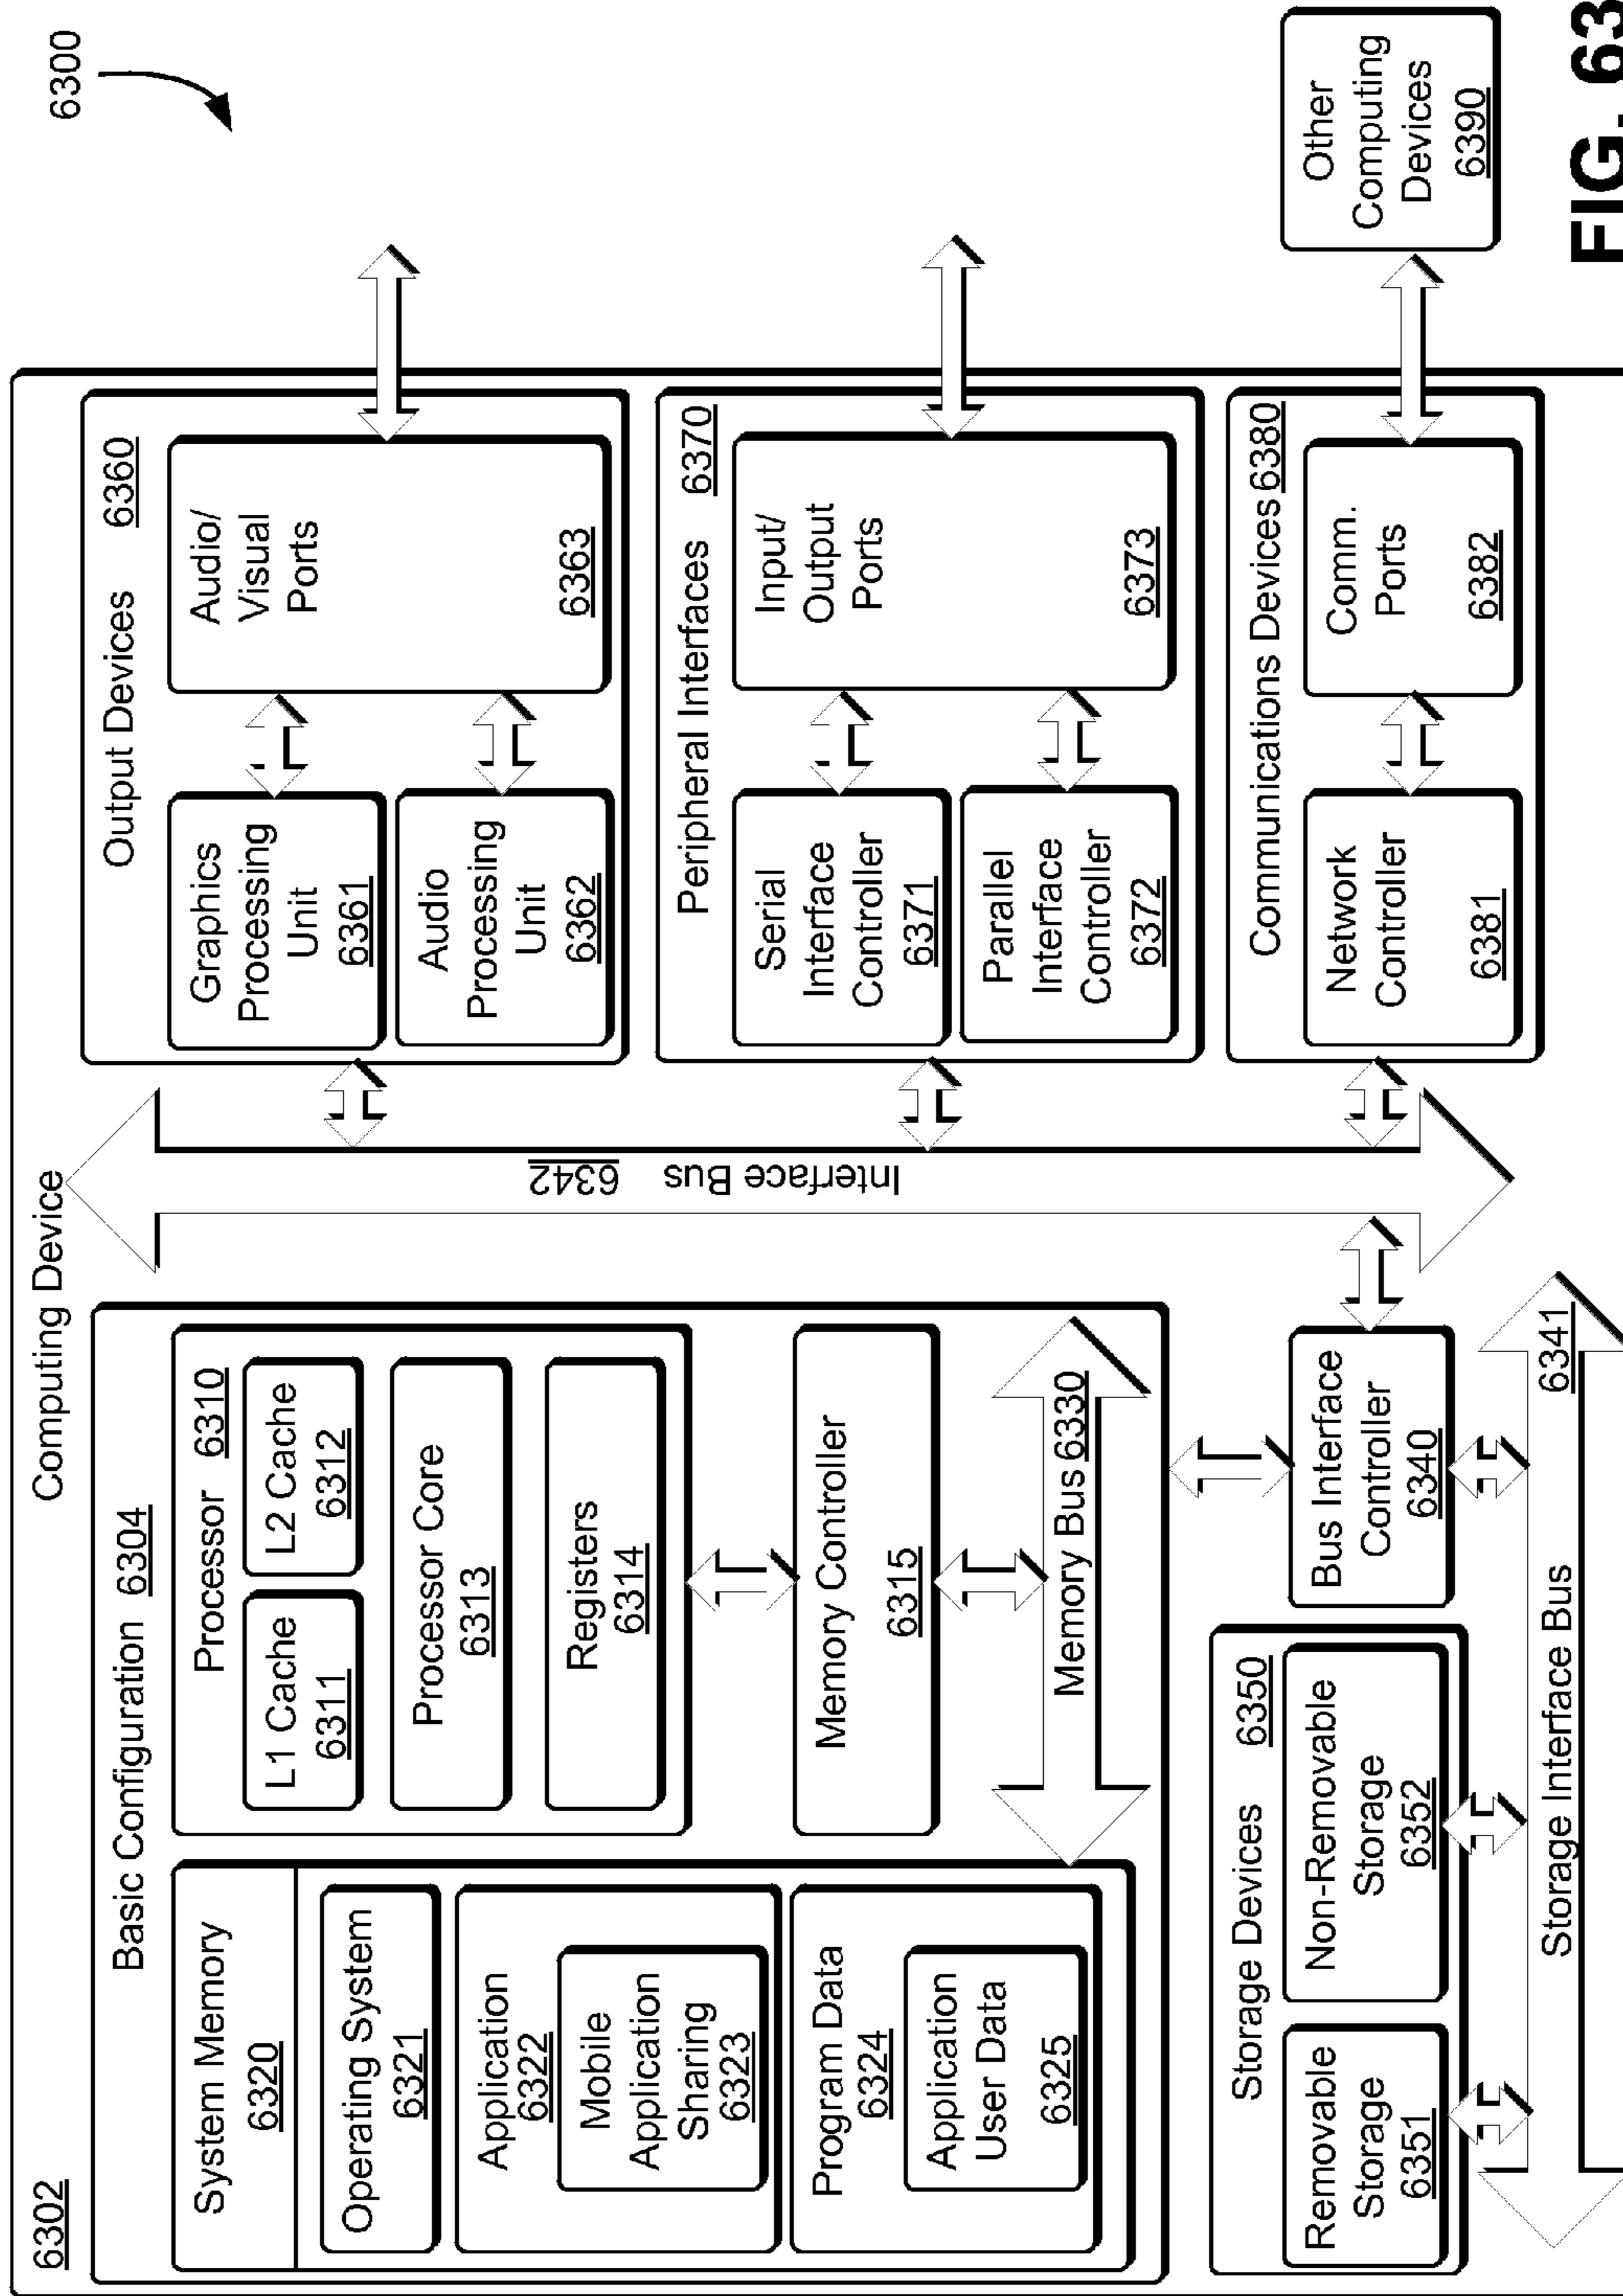 6300
Computing Device
6302
Basic Configuration 6304
System Memory
6320
Operating System
6321
Application
6322
Mobile
Application
Sharing
6323
Program Data
6324
Application
User Data
6325
Processor 6310
L1 Cache
6311
L2 Cache
6312
Processor Core
6313
Registers
6314
Memory Controller
6315
Memory Bus 6330
Storage Devices 6350
Removable
Storage
6351
Non-Removable
Storage
6352
Bus Interface
Controller
6340
Storage Interface Bus 6341
Interface Bus 6342
Output Devices 6360
Graphics
Processing
Unit
6361
Audio
Processing
Unit
6362
Audio/
Visual
Ports
6363
Peripheral Interfaces 6370
Serial
Interface
Controller
6371
Parallel
Interface
Controller
6372
Input/
Output
Ports
6373
Communications Devices 6380
Network
Controller
6381
Comm.
Ports
6382
Other
Computing
Devices
6390
FIG. 63